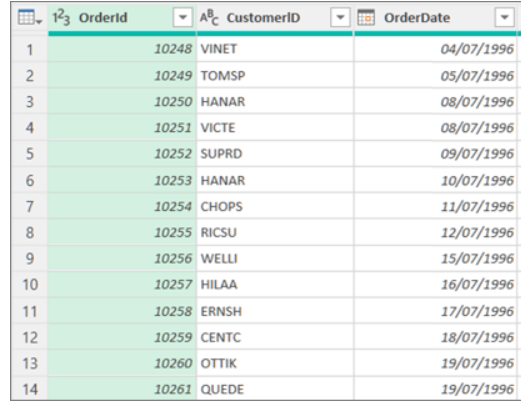 1²3 OrderId AᴮC CustomerID OrderDate
1 10248 VINET 04/07/1996
2 10249 TOMSP 05/07/1996
3 10250 HANAR 08/07/1996
4 10251 VICTE 08/07/1996
5 10252 SUPRD 09/07/1996
6 10253 HANAR 10/07/1996
7 10254 CHOPS 11/07/1996
8 10255 RICSU 12/07/1996
9 10256 WELLI 15/07/1996
10 10257 HILAA 16/07/1996
11 10258 ERNSH 17/07/1996
12 10259 CENTC 18/07/1996
13 10260 OTTIK 19/07/1996
14 10261 QUEDE 19/07/1996